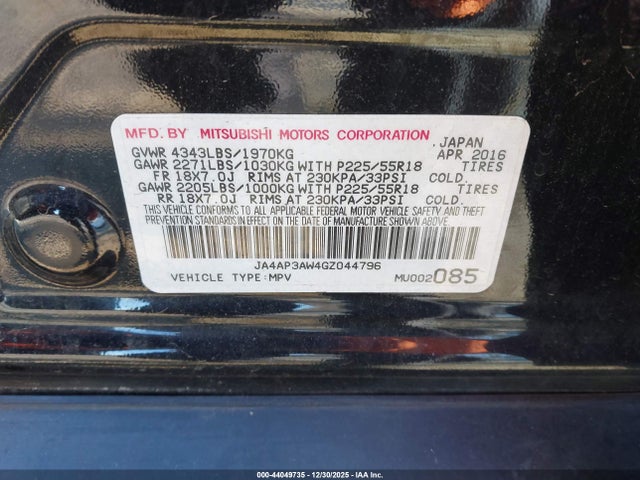 MFD. BY MITSUBISHI MOTORS CORPORATION, JAPAN
GVWR 4343LBS/1970KG APR 2016
GAWR 2271LBS/1030KG WITH P225/55R18 TIRES
FR 18X7.0J RIMS AT 230KPA/33PSI COLD.
GAWR 2205LBS/1000KG WITH P225/55R18 TIRES
RR 18X7.0J RIMS AT 230KPA/33PSI COLD.
THIS VEHICLE CONFORMS TO ALL APPLICABLE FEDERAL MOTOR VEHICLE SAFETY AND THEFT
PREVENTION STANDARDS IN EFFECT ON THE DATE OF MANUFACTURE SHOWN ABOVE.
JA4AP3AW4GZ044796
VEHICLE TYPE:MPV MU002085
000-44049735 - 12/30/2025 - IAAI.com